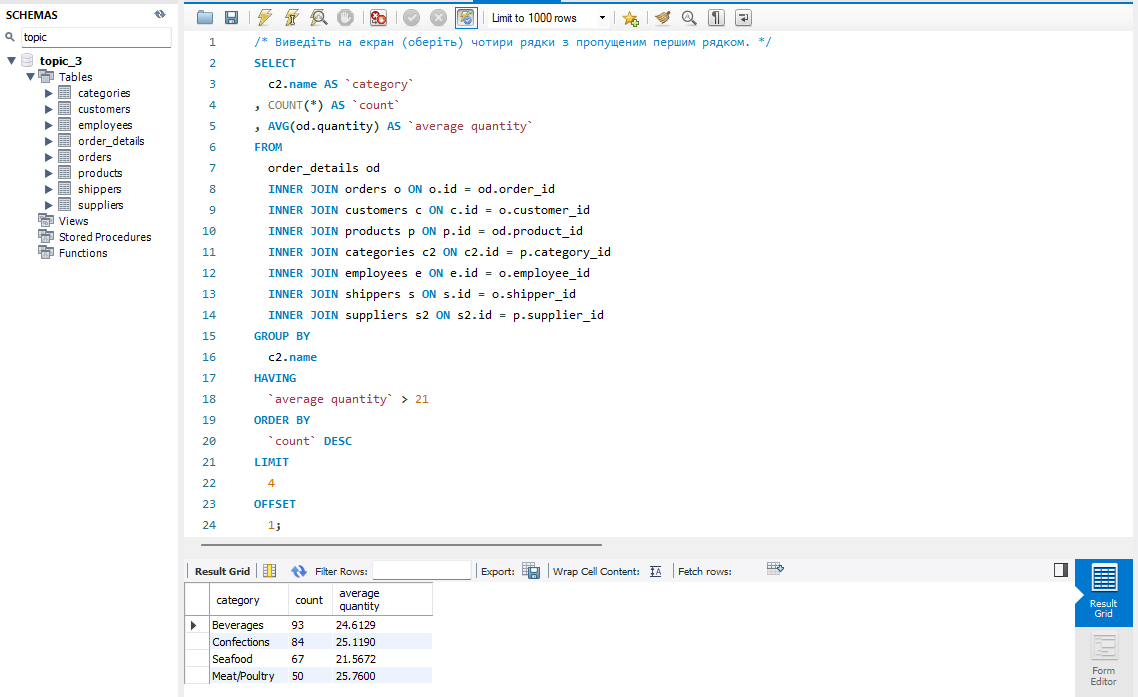 SCHEMAS
topic
topic_3
Tables
categories
customers
employees
order_details
orders
products
shippers
suppliers
Views
Stored Procedures
Functions
Limit to 1000 rows
1 /* Виведіть на екран (оберіть) чотири рядки з пропущеним першим рядком. */
2 SELECT
3 c2.name AS `category`
4 , COUNT(*) AS `count`
5 , AVG(od.quantity) AS `average quantity`
6 FROM
7 order_details od
8 INNER JOIN orders o ON o.id = od.order_id
9 INNER JOIN customers c ON c.id = o.customer_id
10 INNER JOIN products p ON p.id = od.product_id
11 INNER JOIN categories c2 ON c2.id = p.category_id
12 INNER JOIN employees e ON e.id = o.employee_id
13 INNER JOIN shippers s ON s.id = o.shipper_id
14 INNER JOIN suppliers s2 ON s2.id = p.supplier_id
15 GROUP BY
16 c2.name
17 HAVING
18 `average quantity` > 21
19 ORDER BY
20 `count` DESC
21 LIMIT
22 4
23 OFFSET
24 1;
Result Grid Filter Rows: Export: Wrap Cell Content: Fetch rows:
category count average quantity
Beverages 93 24.6129
Confections 84 25.1190
Seafood 67 21.5672
Meat/Poultry 50 25.7600
Result
Grid
Form
Editor